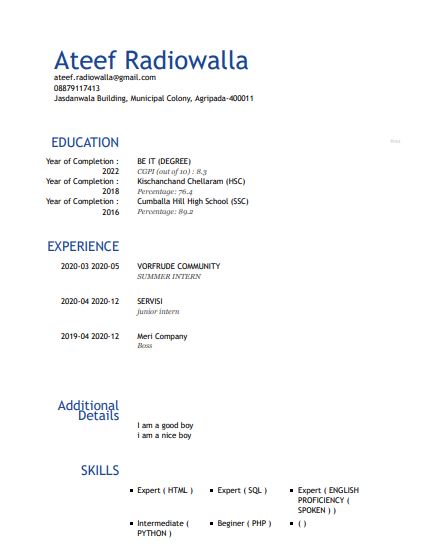 Ateef Radiowalla
ateef.radiowalla@gmail.com
08879117413
Jasdanwala Building, Municipal Colony, Agripada-400011
EDUCATION
Year of Completion : 2022
BE IT (DEGREE)
CGPI (out of 10) : 8.3
Year of Completion : 2018
Kischanchand Chellaram (HSC)
Percentage: 76.4
Year of Completion : 2016
Cumballa Hill High School (SSC)
Percentage: 89.2
EXPERIENCE
2020-03 2020-05
VORFRUDE COMMUNITY
SUMMER INTERN
2020-04 2020-12
SERVISI
junior intern
2019-04 2020-12
Meri Company
Boss
Additional
Details
I am a good boy
i am a nice boy
SKILLS
Expert ( HTML )
Expert ( SQL )
Expert ( ENGLISH
PROFICIENCY (
SPOKEN ) )
Intermediate (
PYTHON )
Beginer ( PHP )
( )